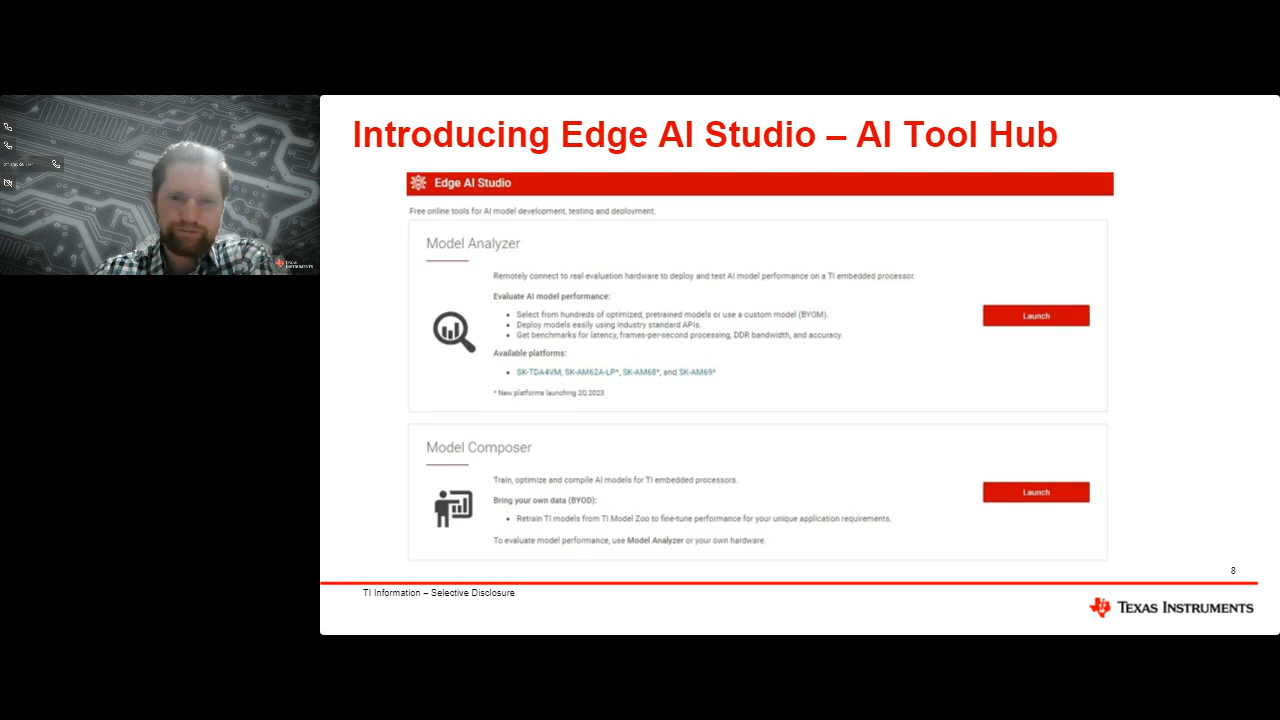 Introducing Edge AI Studio – AI Tool Hub
Edge AI Studio
Free online tools for AI model development, testing and deployment.
Model Analyzer
Remotely connect to real evaluation hardware to deploy and test AI model performance on a TI embedded processor.
Evaluate AI model performance:
• Select from hundreds of optimized, pretrained models or use a custom model (BYOM).
• Deploy models easily using industry standard APIs.
• Get benchmarks for latency, frames-per-second processing, DDR bandwidth, and accuracy.
Launch
Available platforms:
• SK-TDA4VM, SK-AM62A-LP*, SK-AM68*, and SK-AM69*
* New platforms launching 2Q 2023
Model Composer
Train, optimize and compile AI models for TI embedded processors.
Bring your own data (BYOD):
Launch
• Retrain TI models from TI Model Zoo to fine-tune performance for your unique application requirements.
To evaluate model performance, use Model Analyzer or your own hardware.
8
TI Information – Selective Disclosure
TEXAS INSTRUMENTS
TEXAS INSTRUMENTS